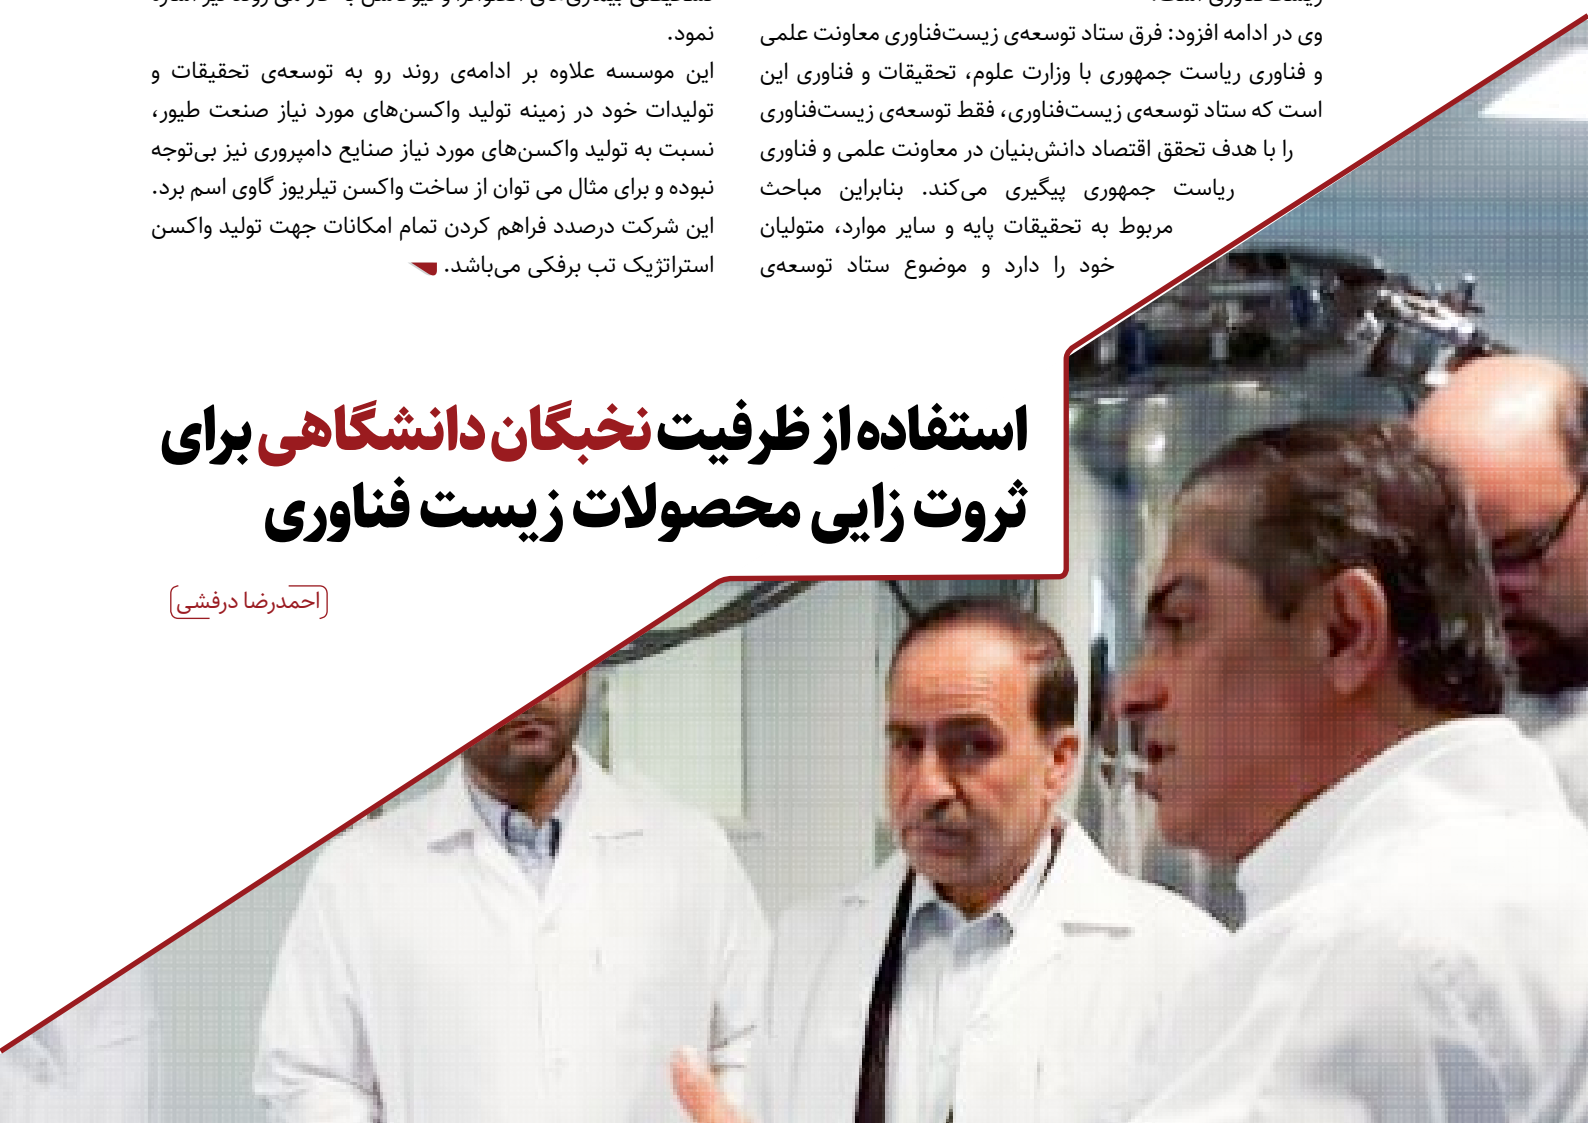 وی در ادامه افزود: فرق ستاد توسعه‌ی زیست‌فناوری معاونت علمی
و فناوری ریاست جمهوری با وزارت علوم، تحقیقات و فناوری این
است که ستاد توسعه‌ی زیست‌فناوری، فقط توسعه‌ی زیست‌فناوری
را با هدف تحقق اقتصاد دانش‌بنیان در معاونت علمی و فناوری
ریاست جمهوری پیگیری می‌کند. بنابراین مباحث
مربوط به تحقیقات پایه و سایر موارد، متولیان
خود را دارد و موضوع ستاد توسعه‌ی
نمود.
این موسسه علاوه بر ادامه‌ی روند رو به توسعه‌ی تحقیقات و
تولیدات خود در زمینه تولید واکسن‌های مورد نیاز صنعت طیور،
نسبت به تولید واکسن‌های مورد نیاز صنایع دامپروری نیز بی‌توجه
نبوده و برای مثال می توان از ساخت واکسن تیلریوز گاوی اسم برد.
این شرکت درصدد فراهم کردن تمام امکانات جهت تولید واکسن
استراتژیک تب برفکی می‌باشد.
استفاده از ظرفیت نخبگان دانشگاهی برای
ثروت زایی محصولات زیست فناوری
احمدرضا درفشی